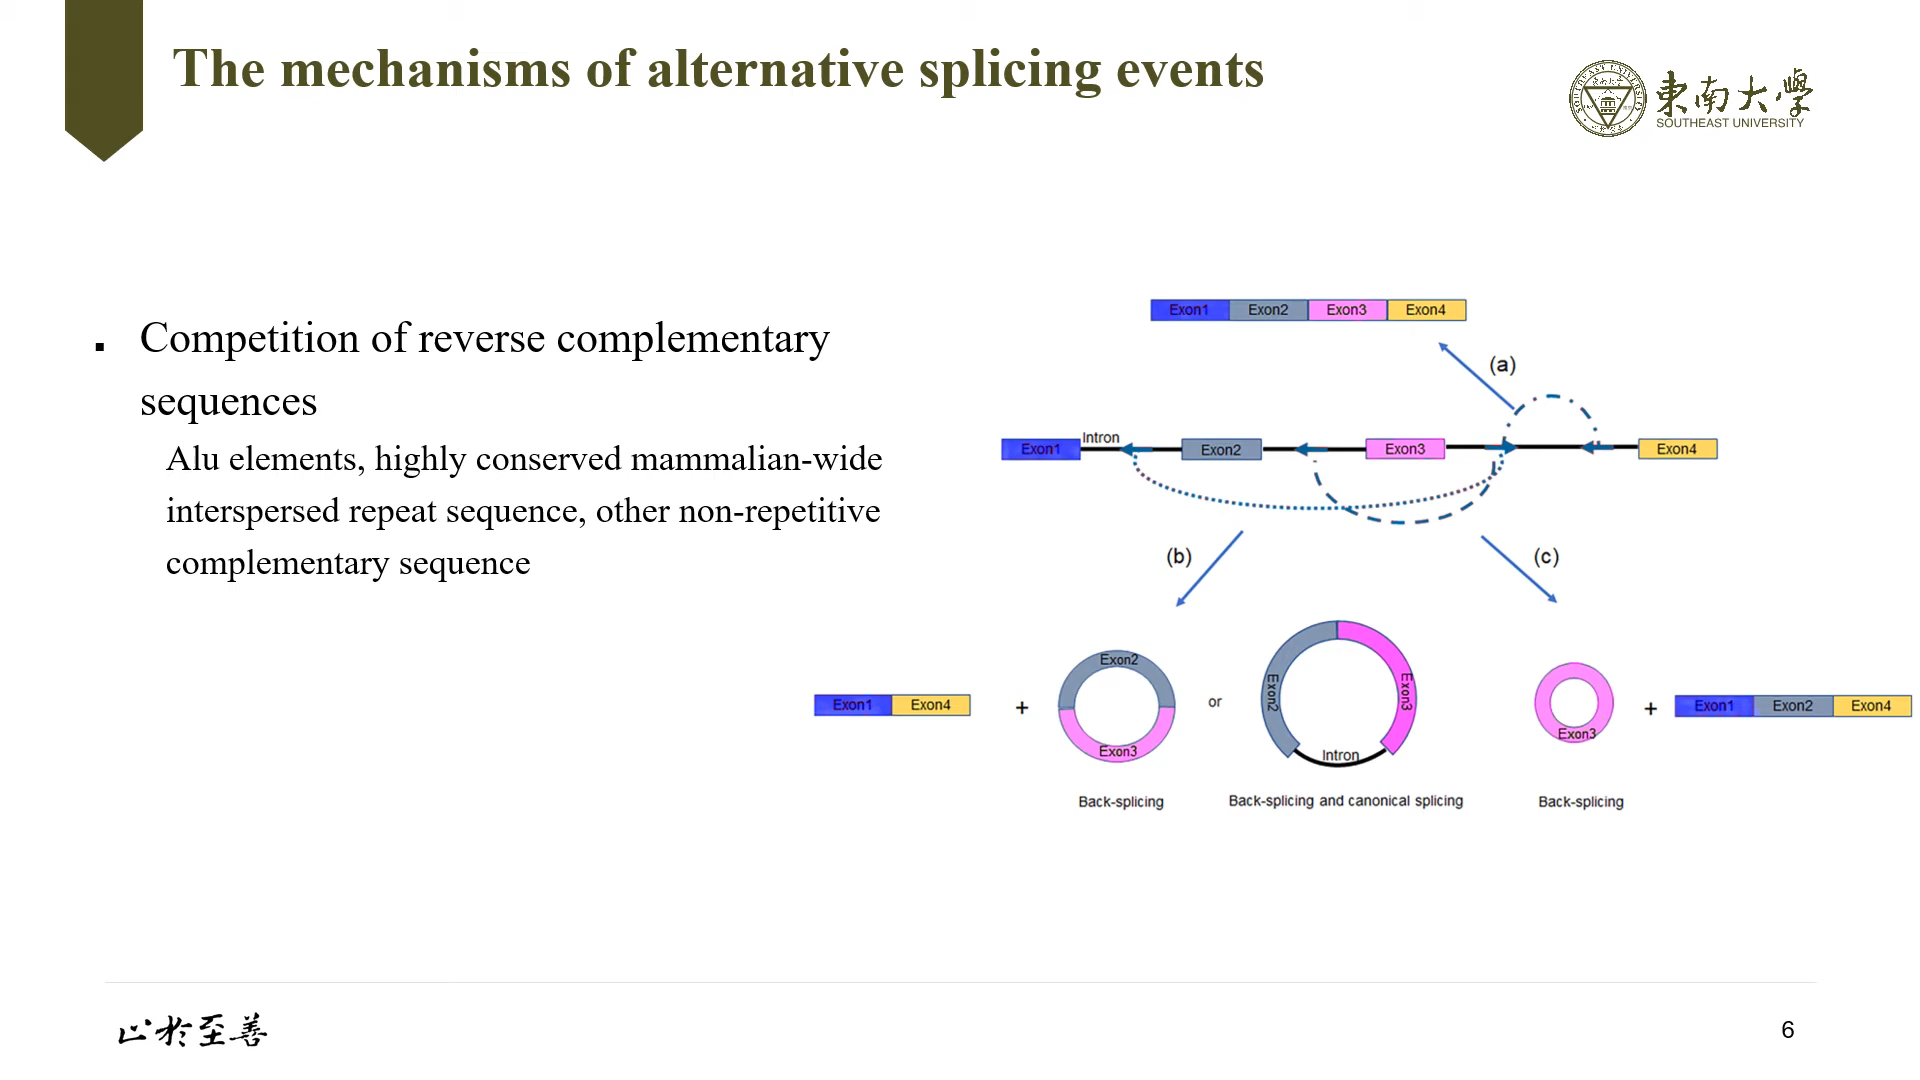 The mechanisms of alternative splicing events
東南大學
SOUTHEAST UNIVERSITY
Competition of reverse complementary
sequences
Alu elements, highly conserved mammalian-wide
interspersed repeat sequence, other non-repetitive
complementary sequence
Exon1 Exon2 Exon3 Exon4
(a)
Exon1 Intron Exon2 Exon3 Exon4
(b)
(c)
Exon1 Exon4
+
Exon2
Exon3
or
Exon2
Exon3
Intron
Exon3
+
Exon1 Exon2 Exon4
Back-splicing
Back-splicing and canonical splicing
Back-splicing
止於至善
6